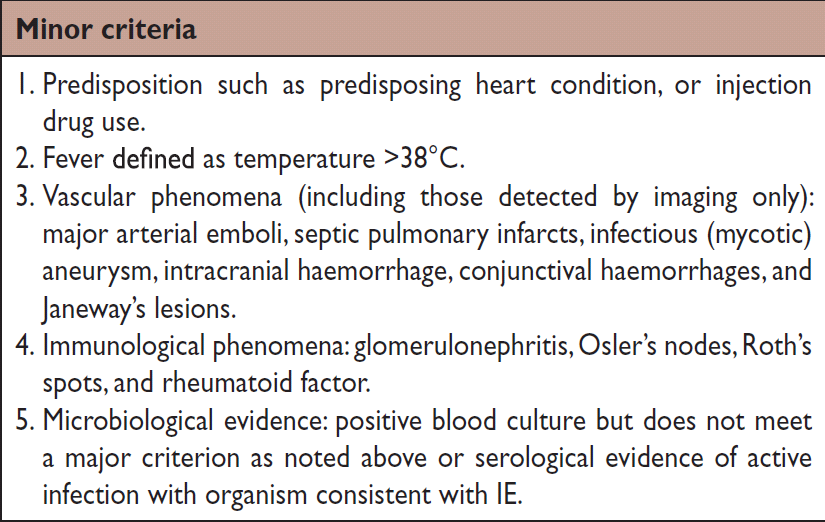 Minor criteria
1. Predisposition such as predisposing heart condition, or injection
drug use.
2. Fever defined as temperature >38°C.
3. Vascular phenomena (including those detected by imaging only):
major arterial emboli, septic pulmonary infarcts, infectious (mycotic)
aneurysm, intracranial haemorrhage, conjunctival haemorrhages, and
Janeway’s lesions.
4. Immunological phenomena: glomerulonephritis, Osler’s nodes, Roth’s
spots, and rheumatoid factor.
5. Microbiological evidence: positive blood culture but does not meet
a major criterion as noted above or serological evidence of active
infection with organism consistent with IE.